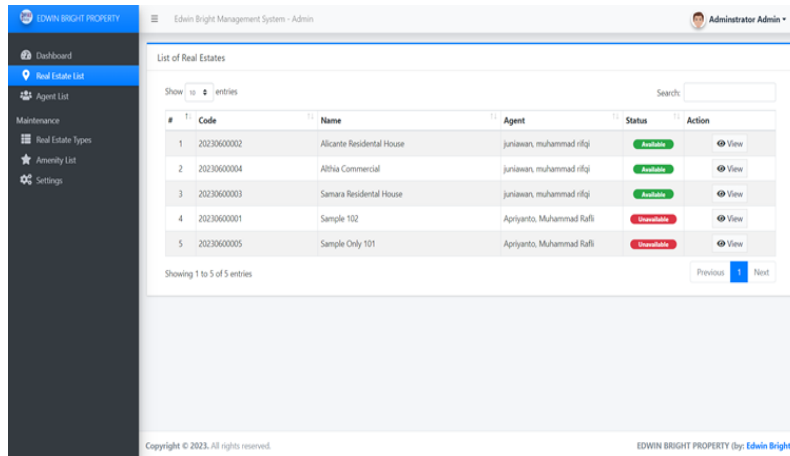 EDWIN BRIGHT PROPERTY
Edwin Bright Management System - Admin
Adminstrator Admin
Dashboard
Real Estate List
Agent List
Maintenance
Real Estate Types
Amenity List
Settings
List of Real Estates
Show 10 entries
Search:
# Code Name Agent Status Action
1 20230600002 Alicante Residental House juniawan, muhammad rifqi Available View
2 20230600004 Althia Commercial juniawan, muhammad rifqi Available View
3 20230600003 Samara Residental House juniawan, muhammad rifqi Available View
4 20230600001 Sample 102 Apriyanto, Muhammad Rafli Unavailable View
5 20230600005 Sample Only 101 Apriyanto, Muhammad Rafli Unavailable View
Showing 1 to 5 of 5 entries
Previous 1 Next
Copyright © 2023. All rights reserved.
EDWIN BRIGHT PROPERTY (by: Edwin Bright